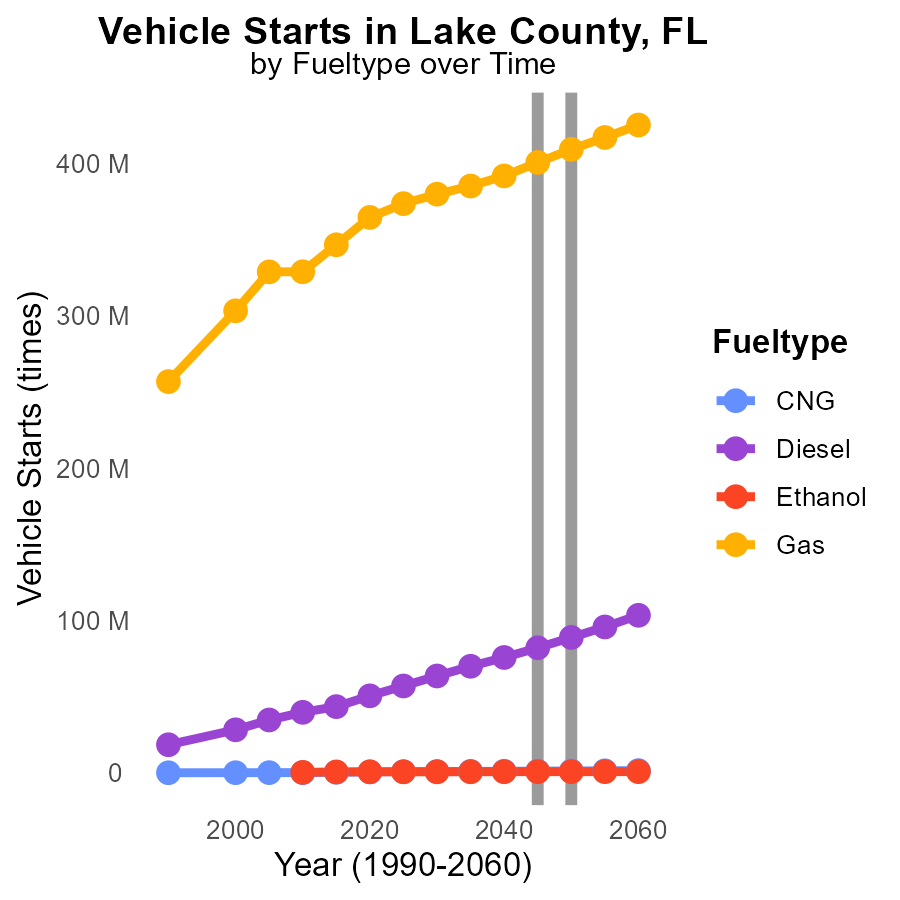 Vehicle Starts in Lake County, FL
by Fueltype over Time
Vehicle Starts (times)
400 M
300 M
200 M
100 M
0
2000 2020 2040 2060
Year (1990-2060)
Fueltype
CNG
Diesel
Ethanol
Gas